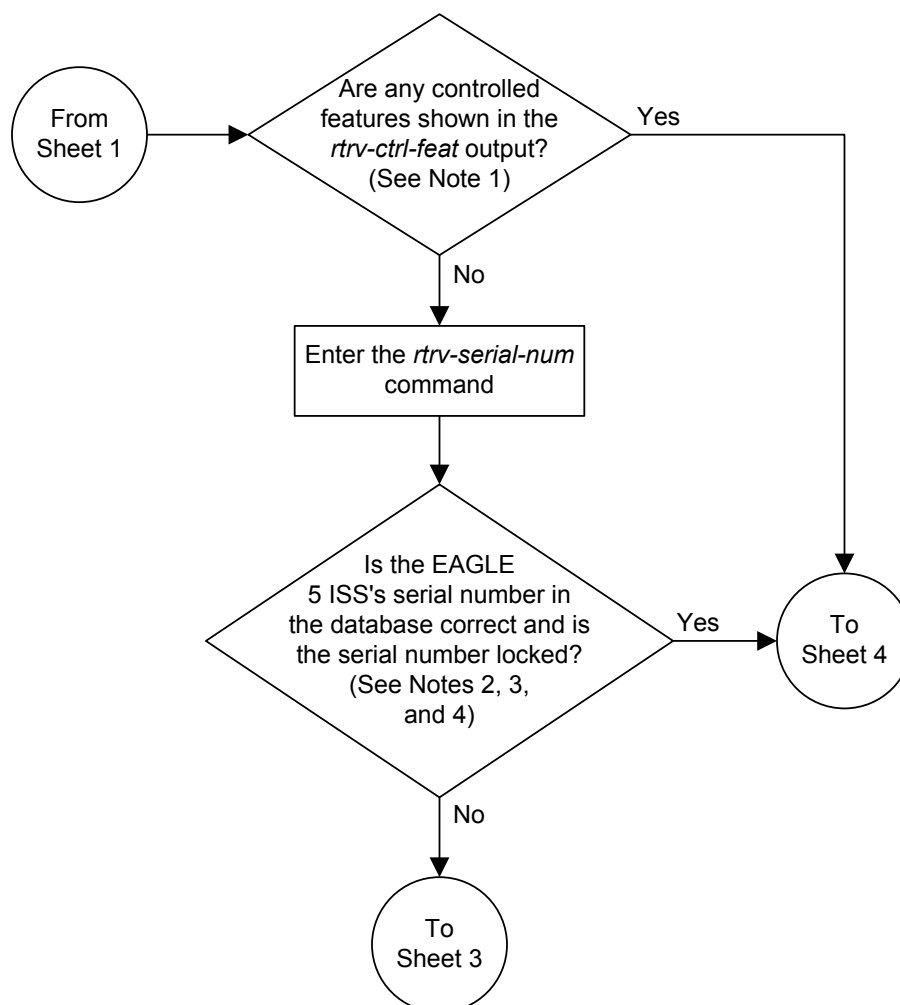 Are any controlled
features shown in the
rtrv-ctrl-feat output?
(See Note 1)
From
Sheet 1
Yes
No
Enter the rtrv-serial-num
command
Is the EAGLE
5 ISS's serial number in
the database correct and is
the serial number locked?
(See Notes 2, 3,
and 4)
Yes
To
Sheet 4
No
To
Sheet 3